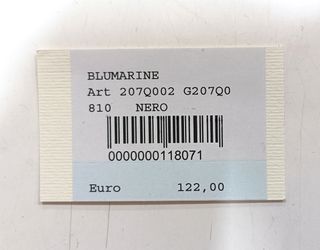 BLUMARINE
Art 207Q002 G207Q0
810 NERO
0000000118071
Euro 122,00